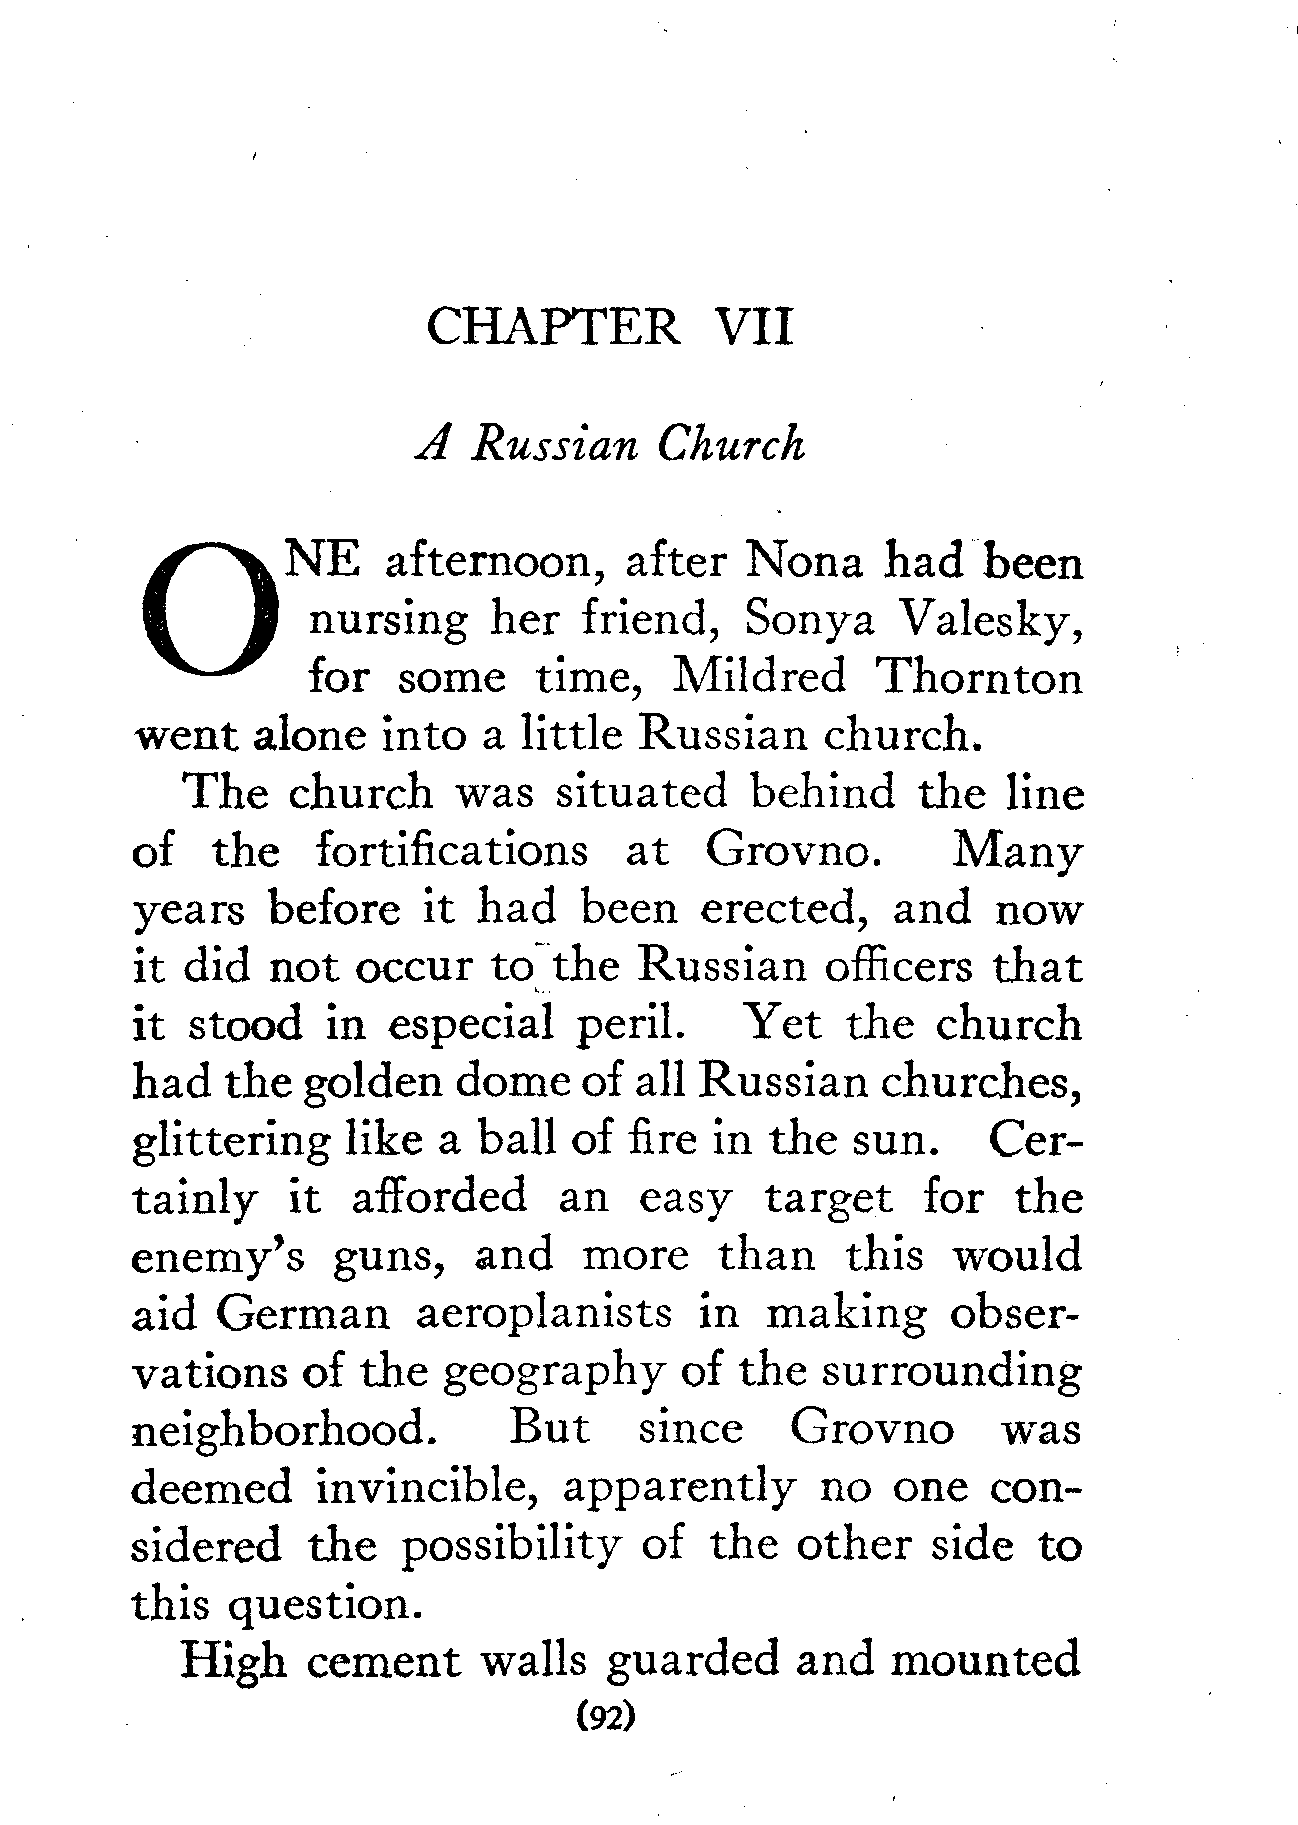 CHAPTER VII
A Russian Church
ONE afternoon, after Nona had been
nursing her friend, Sonya Valesky,
for some time, Mildred Thornton
went alone into a little Russian church.
The church was situated behind the line
of the fortifications at Grovno. Many
years before it had been erected, and now
it did not occur to the Russian officers that
it stood in especial peril. Yet the church
had the golden dome of all Russian churches,
glittering like a ball of fire in the sun. Cer-
tainly it afforded an easy target for the
enemy's guns, and more than this would
aid German aeroplanists in making obser-
vations of the geography of the surrounding
neighborhood. But since Grovno was
deemed invincible, apparently no one con-
sidered the possibility of the other side to
this question.
High cement walls guarded and mounted
(92)